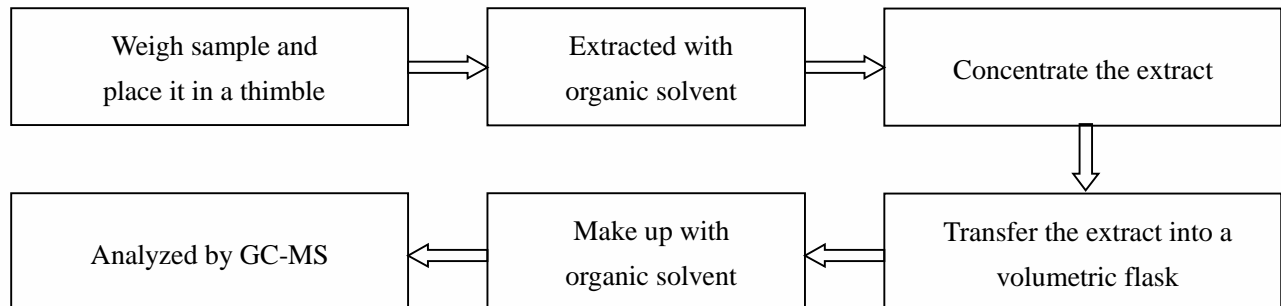 Weigh sample and
place it in a thimble
Extracted with
organic solvent
Concentrate the extract
Transfer the extract into a
volumetric flask
Make up with
organic solvent
Analyzed by GC-MS